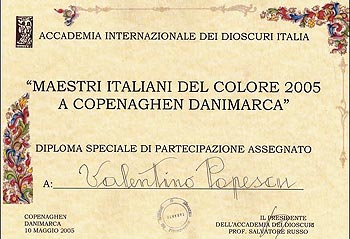 ACCADEMIA INTERNAZIONALE DEI DIOSCURI ITALIA
“MAESTRI ITALIANI DEL COLORE 2005
A COPENAGHEN DANIMARCA”
DIPLOMA SPECIALE DI PARTECIPAZIONE ASSEGNATO
A: Valentino Papesan
COPENAGHEN
DANIMARCA
10 MAGGIO 2005
IL PRESIDENTE
DELL'ACCADEMIA DEI DIOSCURI
PROF. SALVATORE RUSSO